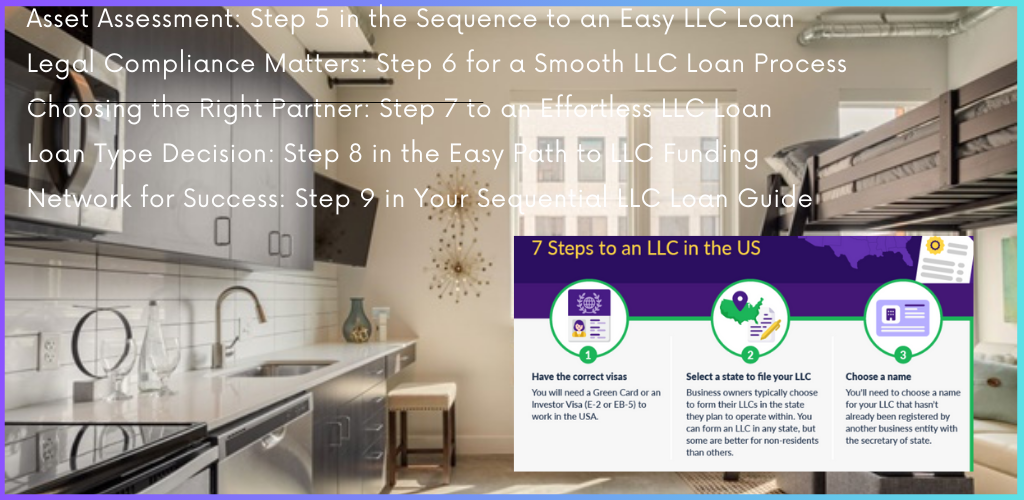 Asset Assessment: Step 5 in the Sequence to an Easy LLC Loan
Legal Compliance Matters: Step 6 for a Smooth LLC Loan Process
Choosing the Right Partner: Step 7 to an Effortless LLC Loan
Loan Type Decision: Step 8 in the Easy Path to LLC Funding
Network for Success: Step 9 in Your Sequential LLC Loan Guide
7 Steps to an LLC in the US
1
Have the correct visas
You will need a Green Card or an
Investor Visa (E-2 or EB-5) to
work in the USA.
2
Select a state to file your LLC
Business owners typically choose
to form their LLCs in the state
they plan to operate within. You
can form an LLC in any state, but
some are better for non-residents
than others.
3
Choose a name
You'll need to choose a name
for your LLC that hasn't
already been registered by
another business entity with
the secretary of state.